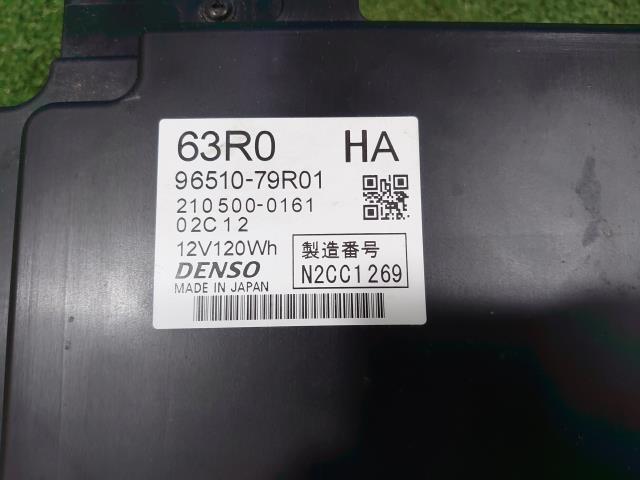 63R0 HA
96510-79R01
210500-0161
02C12
12V120Wh
製造番号
DENSO
N2CC1269
MADE IN JAPAN